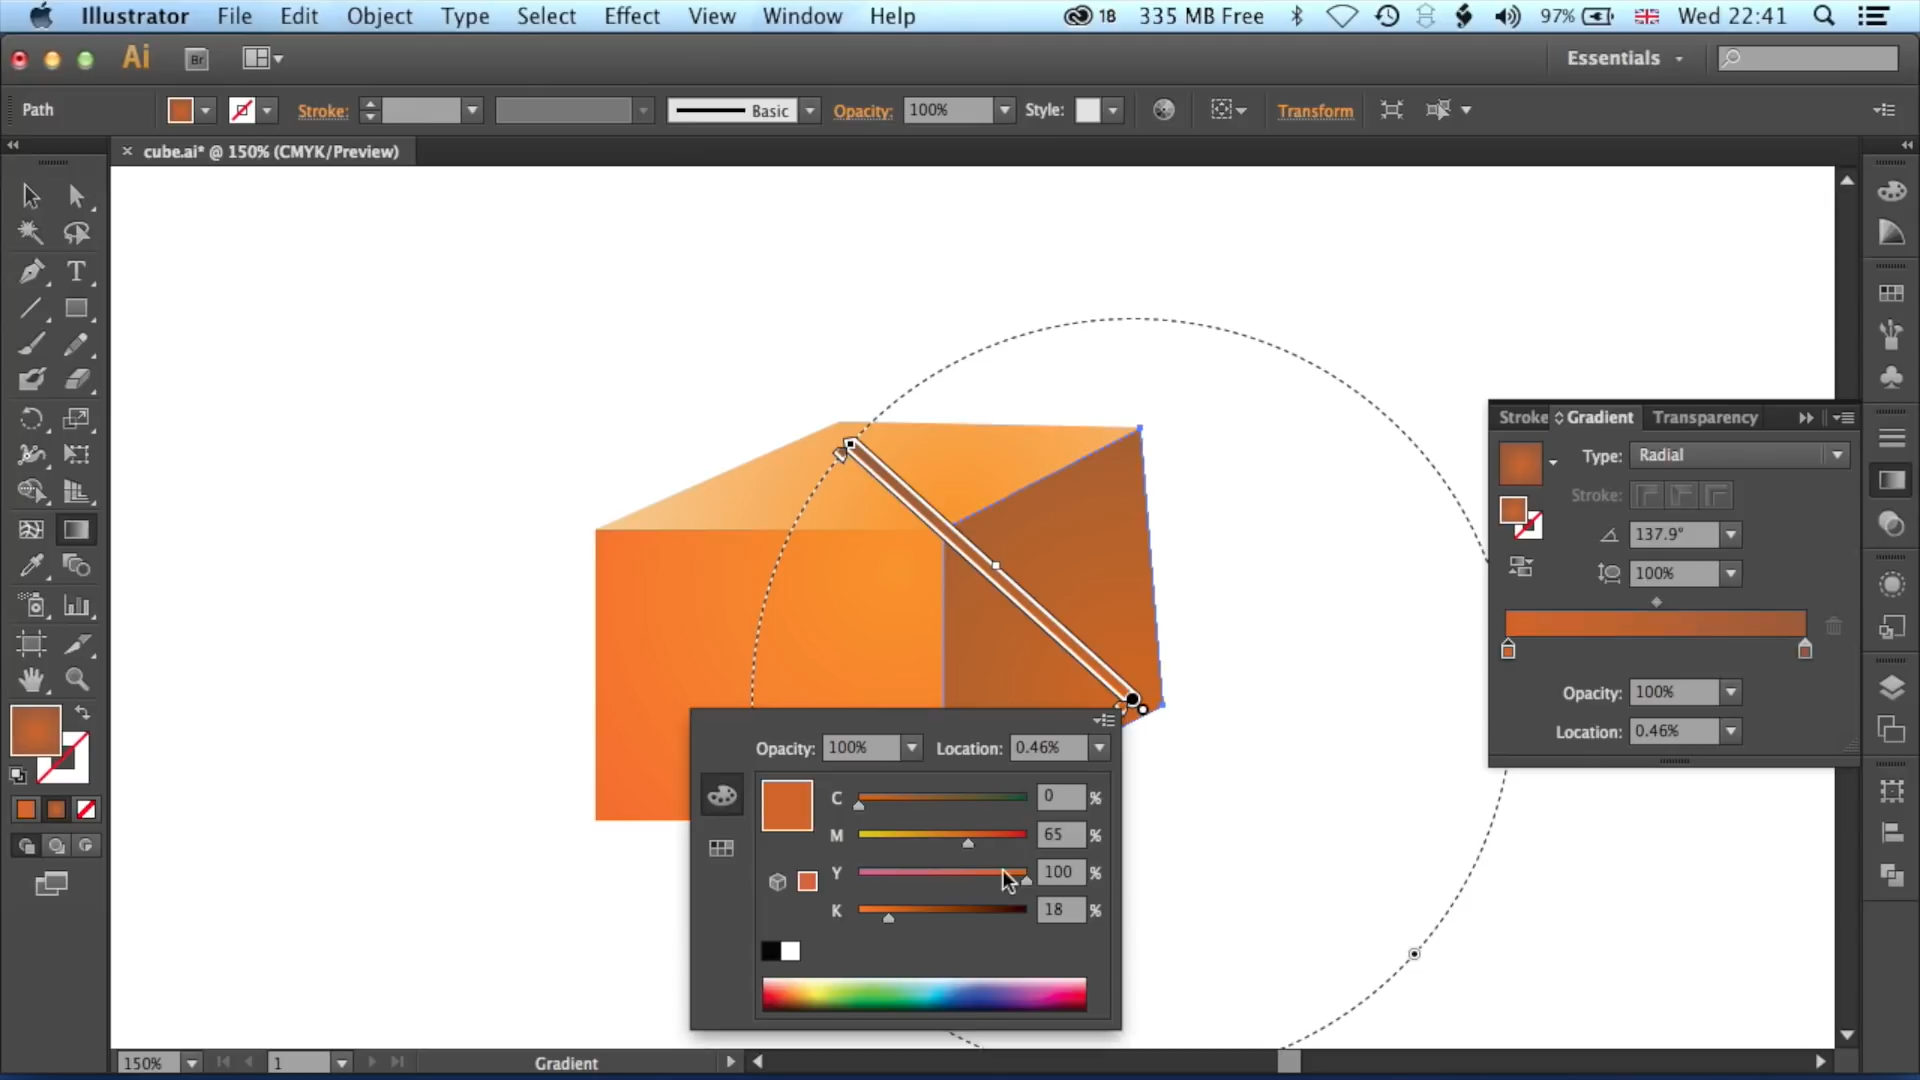 Illustrator File Edit Object Type Select Effect View Window Help 18 335 MB Free 97% Wed 22:41
Ai Br Essentials
Path Stroke: Basic Opacity: 100% Style: Transform
× cube.ai* @ 150% (CMYK/Preview)
T
Stroke Gradient Transparency
Type: Radial
Stroke:
137.9°
100%
Opacity: 100%
Location: 0.46%
Opacity: 100% Location: 0.46%
C 0 %
M 65 %
Y 100 %
K 18 %
150% 1 Gradient